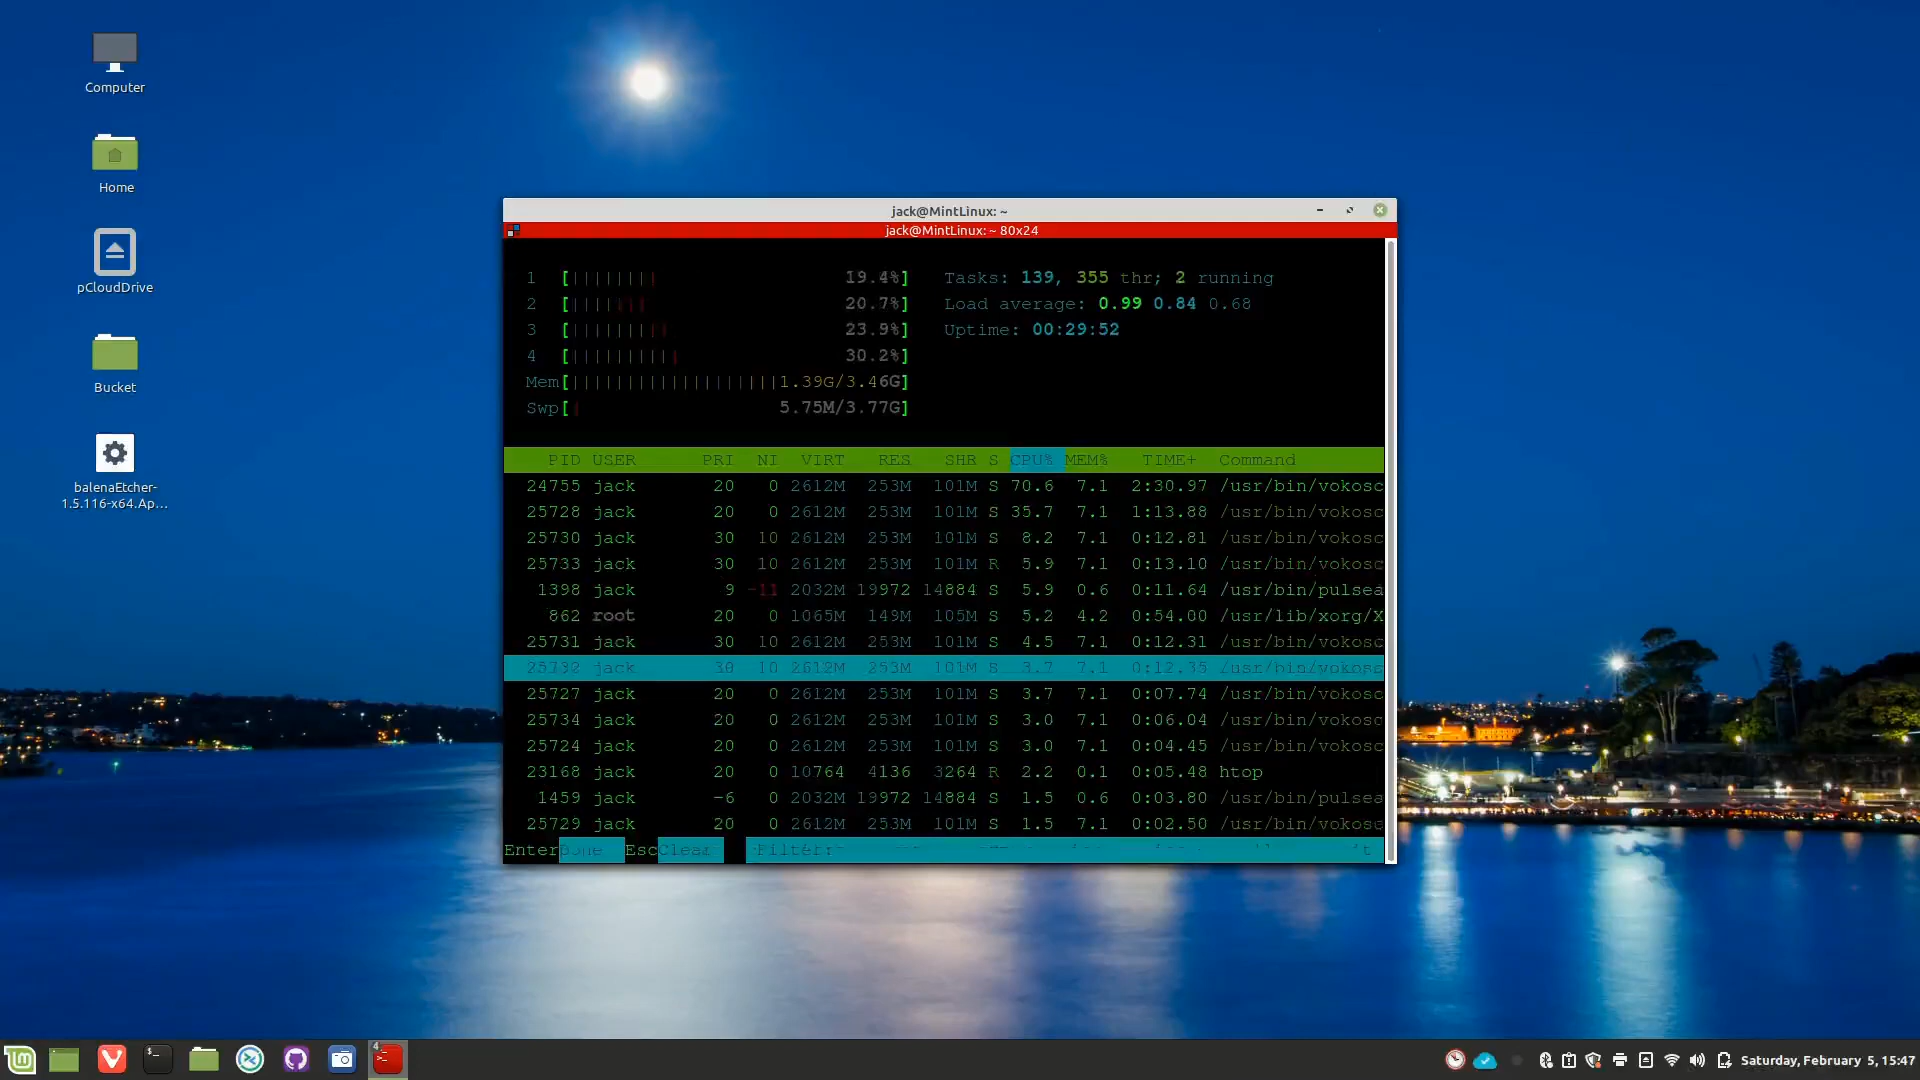 Computer
Home
pCloudDrive
Bucket
balenaEtcher-
1.5.116-x64.Ap...
jack@MintLinux: ~
jack@MintLinux: ~ 80x24
1 [||||||||| 19.4%] Tasks: 139, 355 thr; 2 running
2 [|||||||| 20.7%] Load average: 0.99 0.84 0.68
3 [|||||||||| 23.9%] Uptime: 00:29:52
4 [||||||||||| 30.2%]
Mem[|||||||||||||||||||1.39G/3.46G]
Swp[| 5.75M/3.77G]
PID USER PRI NI VIRT RES SHR S CPU% MEM% TIME+ Command
24755 jack 20 0 2612M 253M 101M S 70.6 7.1 2:30.97 /usr/bin/vokosc
25728 jack 20 0 2612M 253M 101M S 35.7 7.1 1:13.88 /usr/bin/vokosc
25730 jack 30 10 2612M 253M 101M S 8.2 7.1 0:12.81 /usr/bin/vokosc
25733 jack 30 10 2612M 253M 101M R 5.9 7.1 0:13.10 /usr/bin/vokosc
1398 jack 9 -11 2032M 19972 14884 S 5.9 0.6 0:11.64 /usr/bin/pulsea
862 root 20 0 1065M 149M 105M S 5.2 4.2 0:54.00 /usr/lib/xorg/X
25731 jack 30 10 2612M 253M 101M S 4.5 7.1 0:12.31 /usr/bin/vokosc
25732 jack 30 10 2612M 253M 101M S 3.7 7.1 0:12.35 /usr/bin/vokosc
25727 jack 20 0 2612M 253M 101M S 3.7 7.1 0:07.74 /usr/bin/vokosc
25734 jack 20 0 2612M 253M 101M S 3.0 7.1 0:06.04 /usr/bin/vokosc
25724 jack 20 0 2612M 253M 101M S 3.0 7.1 0:04.45 /usr/bin/vokosc
23168 jack 20 0 10764 4136 3264 R 2.2 0.1 0:05.48 htop
1459 jack -6 0 2032M 19972 14884 S 1.5 0.6 0:03.80 /usr/bin/pulsea
25729 jack 20 0 2612M 253M 101M S 1.5 7.1 0:02.50 /usr/bin/vokosc
EnterDone EscClear Filter:
4
Saturday, February 5, 15:47